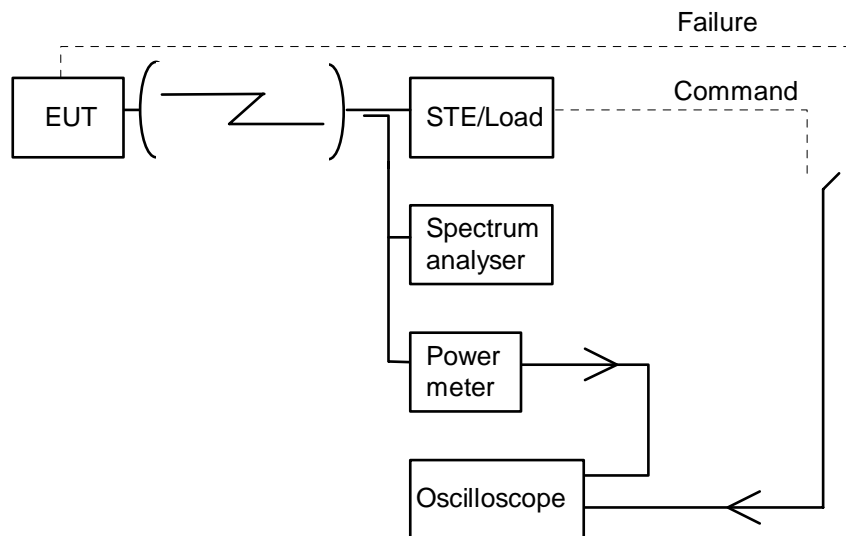 Failure
EUT
STE/Load
Command
Spectrum
analyser
Power
meter
Oscilloscope